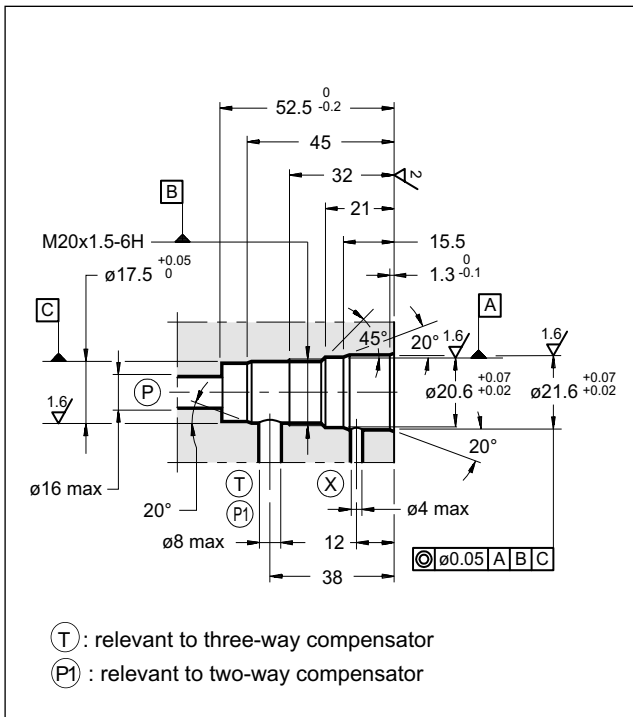 52.5 0 -0.2
45
32
2
B
21
M20x1.5-6H
15.5
ø17.5 +0.05 0
1.3 0 -0.1
C
A
45°
20°
1.6
1.6
1.6
P
ø20.6 +0.07 +0.02
ø21.6 +0.07 +0.02
20°
ø16 max
20°
T
X
P1
ø4 max
ø8 max
12
◎ ø0.05 A B C
38
T : relevant to three-way compensator
P1 : relevant to two-way compensator